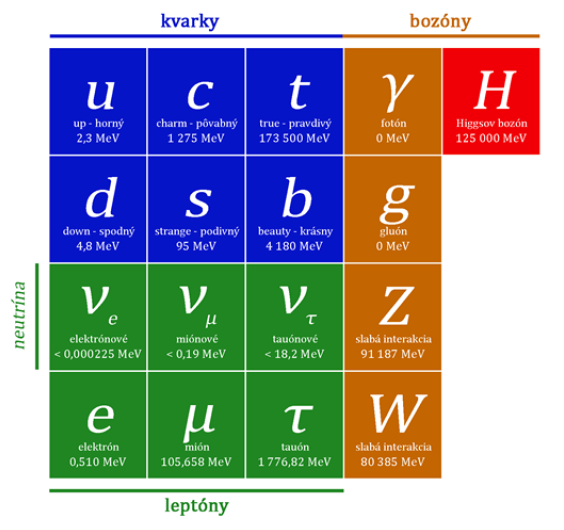 kvarky
bozóny
u
up - horný
2,3 MeV
c
charm - pôvabný
1 275 MeV
t
true - pravdivý
173 500 MeV
γ
fotón
0 MeV
H
Higgsov bozón
125 000 MeV
d
down - spodný
4,8 MeV
s
strange - podivný
95 MeV
b
beauty - krásny
4 180 MeV
g
gluón
0 MeV
neutrína
νe
elektrónové
< 0,000225 MeV
νμ
miónové
< 0,19 MeV
ντ
tauónové
< 18,2 MeV
Z
slabá interakcia
91 187 MeV
e
elektrón
0,510 MeV
μ
mión
105,658 MeV
τ
tauón
1 776,82 MeV
W
slabá interakcia
80 385 MeV
leptóny